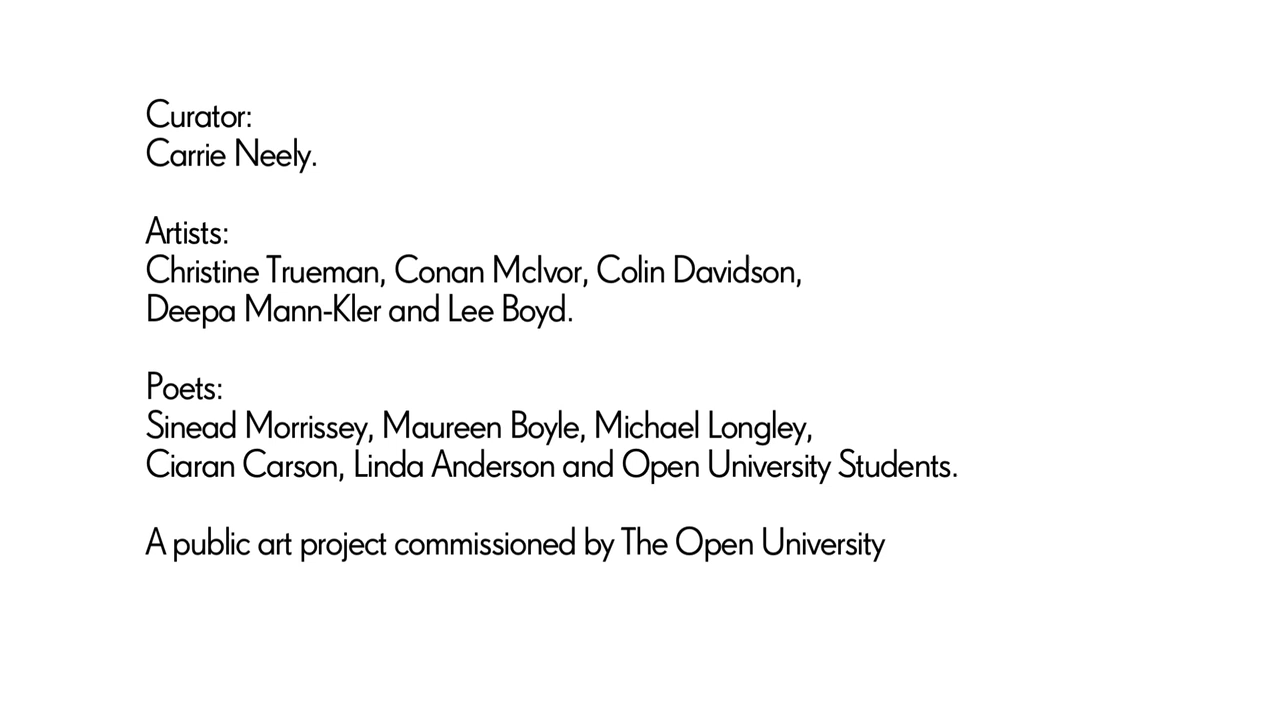 Curator:
Carrie Neely.
Artists:
Christine Trueman, Conan McIvor, Colin Davidson,
Deepa Mann-Kler and Lee Boyd.
Poets:
Sinead Morrissey, Maureen Boyle, Michael Longley,
Ciaran Carson, Linda Anderson and Open University Students.
A public art project commissioned by The Open University